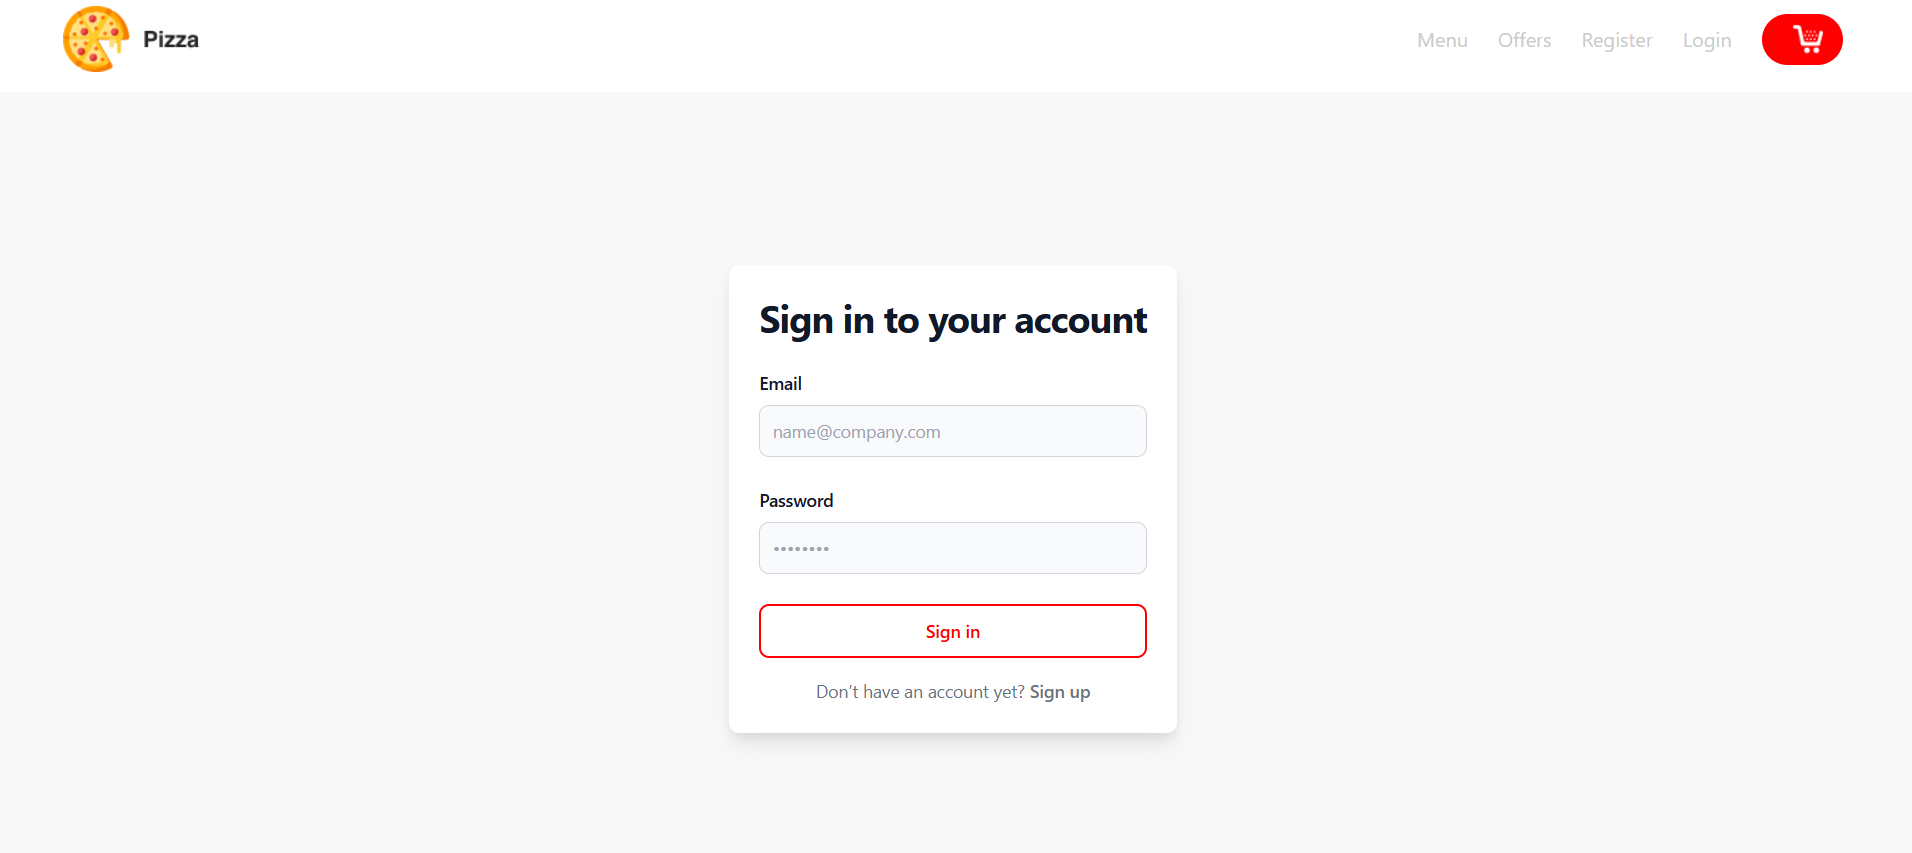 Pizza
Menu Offers Register Login
Sign in to your account
Email
name@company.com
Password
••••••••
Sign in
Don’t have an account yet? Sign up